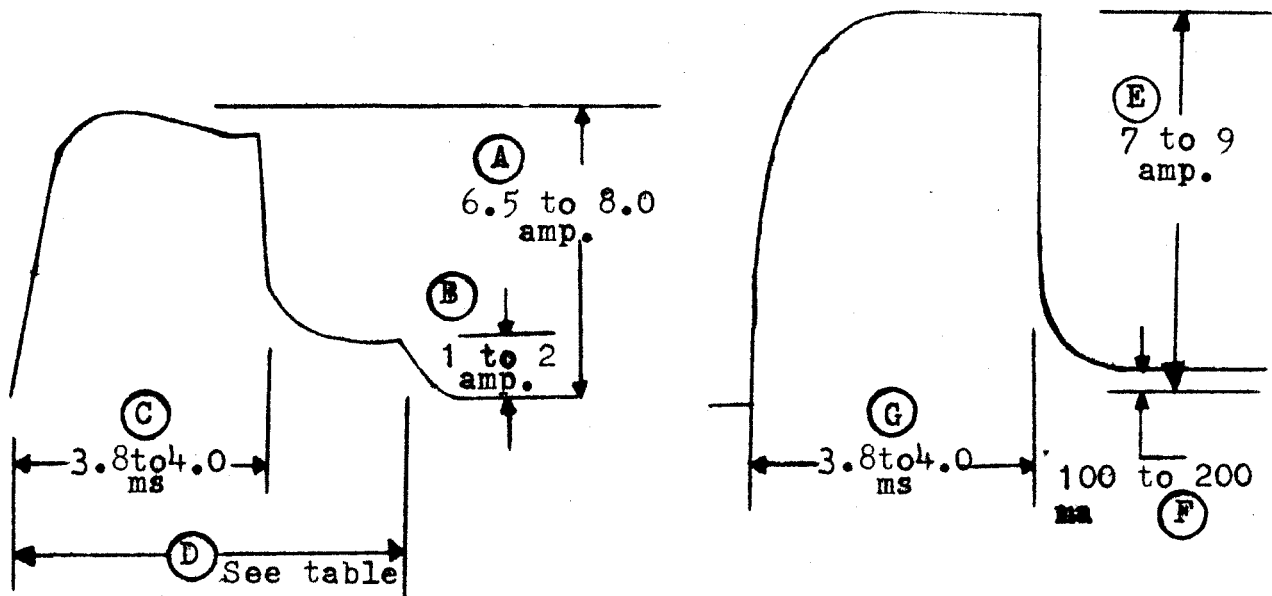 A
6.5 to 8.0
amp.
B
1 to 2
amp.
C
3.8to4.0
ms
D
See table
E
7 to 9
amp.
G
3.8to4.0
ms
100 to 200
ma
F